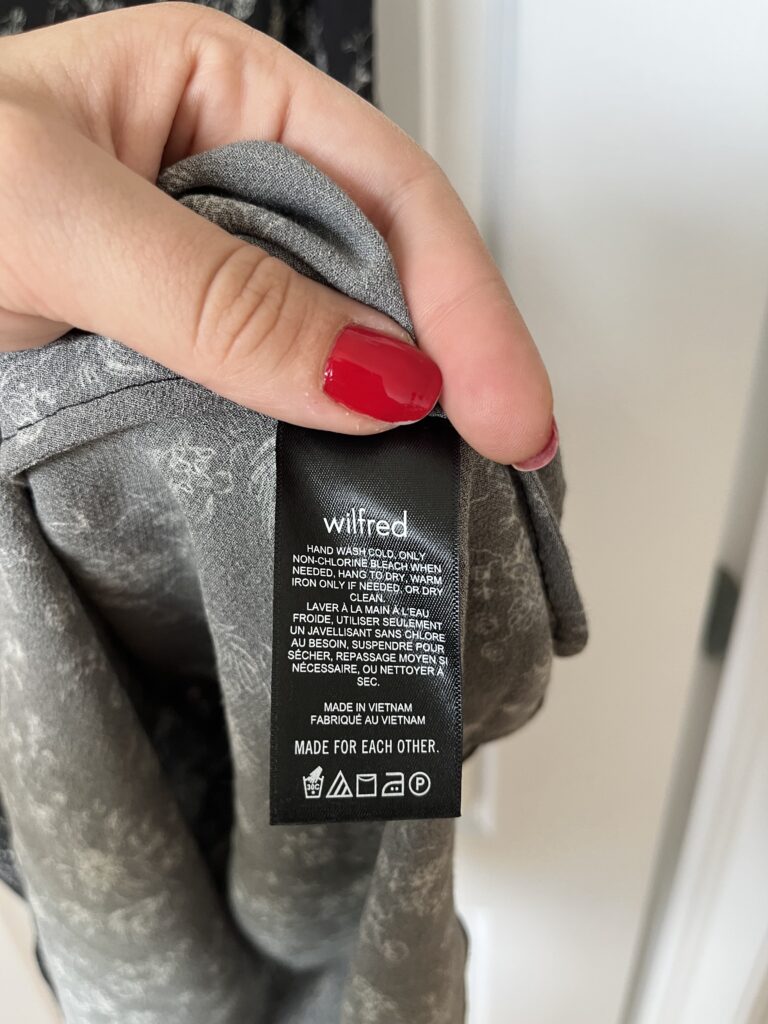 wilfred
HAND WASH COLD, ONLY
NON-CHLORINE BLEACH WHEN
NEEDED, HANG TO DRY, WARM
IRON ONLY IF NEEDED, OR DRY
CLEAN.
LAVER À LA MAIN À L'EAU
FROIDE, UTILISER SEULEMENT
UN JAVELLISANT SANS CHLORE
AU BESOIN, SUSPENDRE POUR
SÉCHER, REPASSAGE MOYEN SI
NÉCESSAIRE, OU NETTOYER À
SEC.
MADE IN VIETNAM
FABRIQUÉ AU VIETNAM
MADE FOR EACH OTHER.
30C P